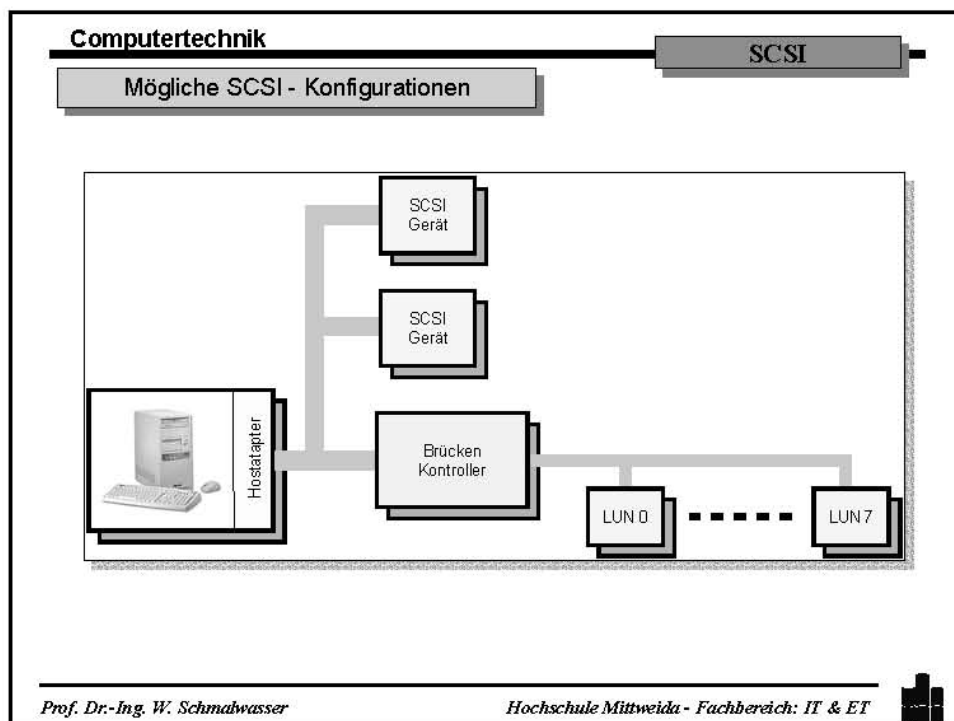 Computertechnik
SCSI
Mögliche SCSI - Konfigurationen
SCSI
Gerät
SCSI
Gerät
Hostatapter
Brücken
Kontroller
LUN 0
LUN 7
Prof. Dr.-Ing. W. Schmalwasser
Hochschule Mittweida - Fachbereich: IT & ET